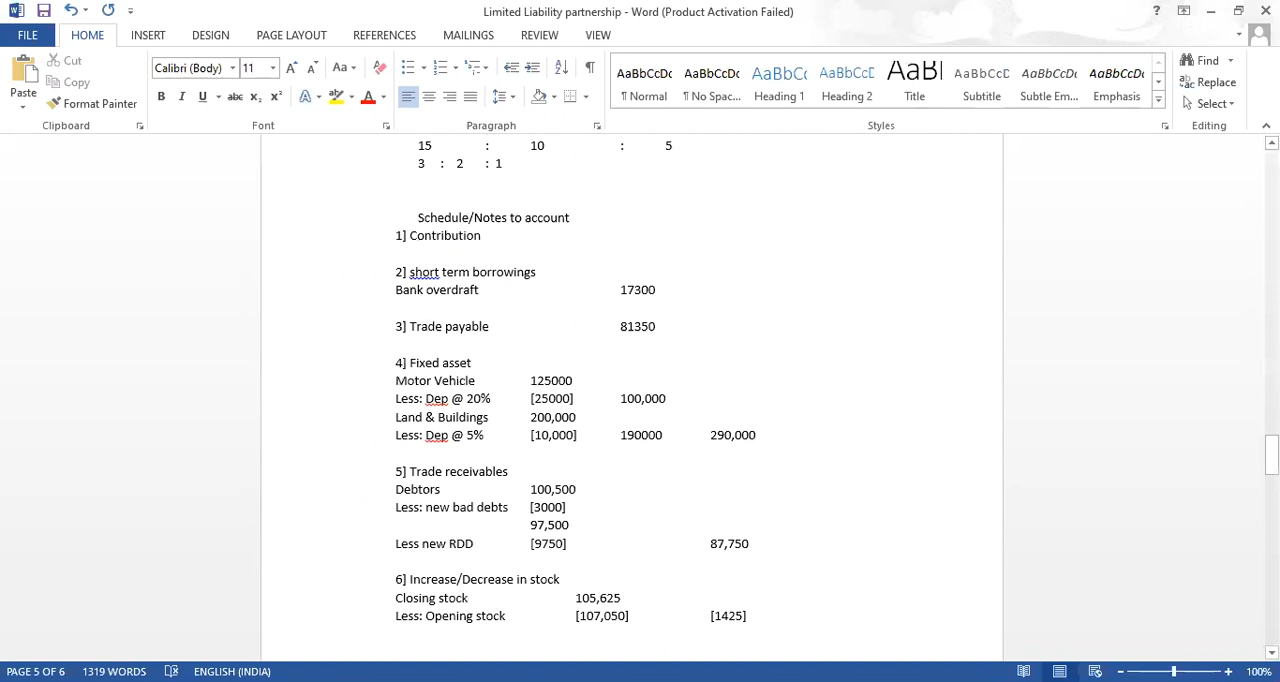 Limited Liability partnership - Word (Product Activation Failed)
FILE HOME INSERT DESIGN PAGE LAYOUT REFERENCES MAILINGS REVIEW VIEW
Paste
Cut
Copy
Format Painter
Clipboard
Calibri (Body) 11
Font
Paragraph
AaBbCcDc AaBbCcDc AaBbCc AaBbCcD AaBl AaBbCcD AaBbCcDc AaBbCcDc
¶ Normal ¶ No Spac... Heading 1 Heading 2 Title Subtitle Subtle Em... Emphasis
Styles
Find
Replace
Select
Editing
15 : 10 : 5
3 : 2 : 1
Schedule/Notes to account
1] Contribution
2] short term borrowings
Bank overdraft 17300
3] Trade payable 81350
4] Fixed asset
Motor Vehicle 125000
Less: Dep @ 20% [25000] 100,000
Land & Buildings 200,000
Less: Dep @ 5% [10,000] 190000 290,000
5] Trade receivables
Debtors 100,500
Less: new bad debts [3000]
97,500
Less new RDD [9750] 87,750
6] Increase/Decrease in stock
Closing stock 105,625
Less: Opening stock [107,050] [1425]
PAGE 5 OF 6 1319 WORDS ENGLISH (INDIA) 100%